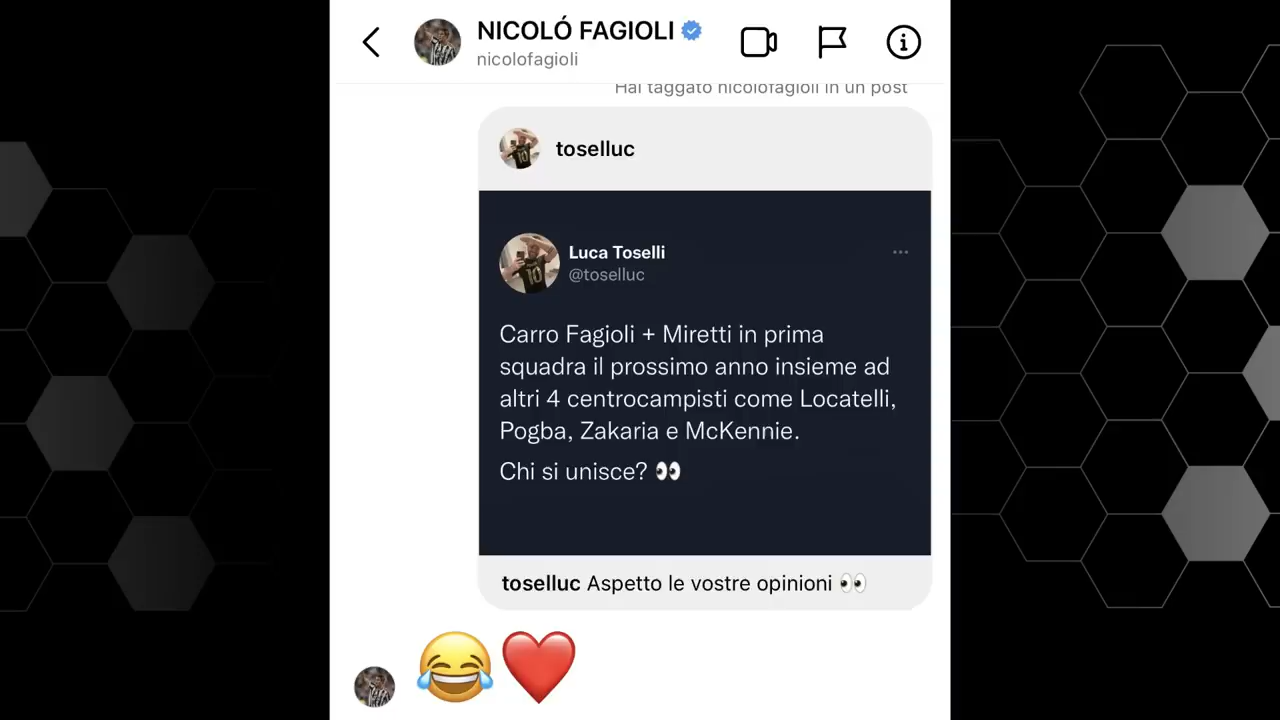 NICOLÓ FAGIOLI
nicolofagioli
Hai taggato nicolofagioli in un post
toselluc
Luca Toselli
@toselluc
Carro Fagioli + Miretti in prima
squadra il prossimo anno insieme ad
altri 4 centrocampisti come Locatelli,
Pogba, Zakaria e McKennie.
Chi si unisce? 👀
toselluc Aspetto le vostre opinioni 👀
😂❤️